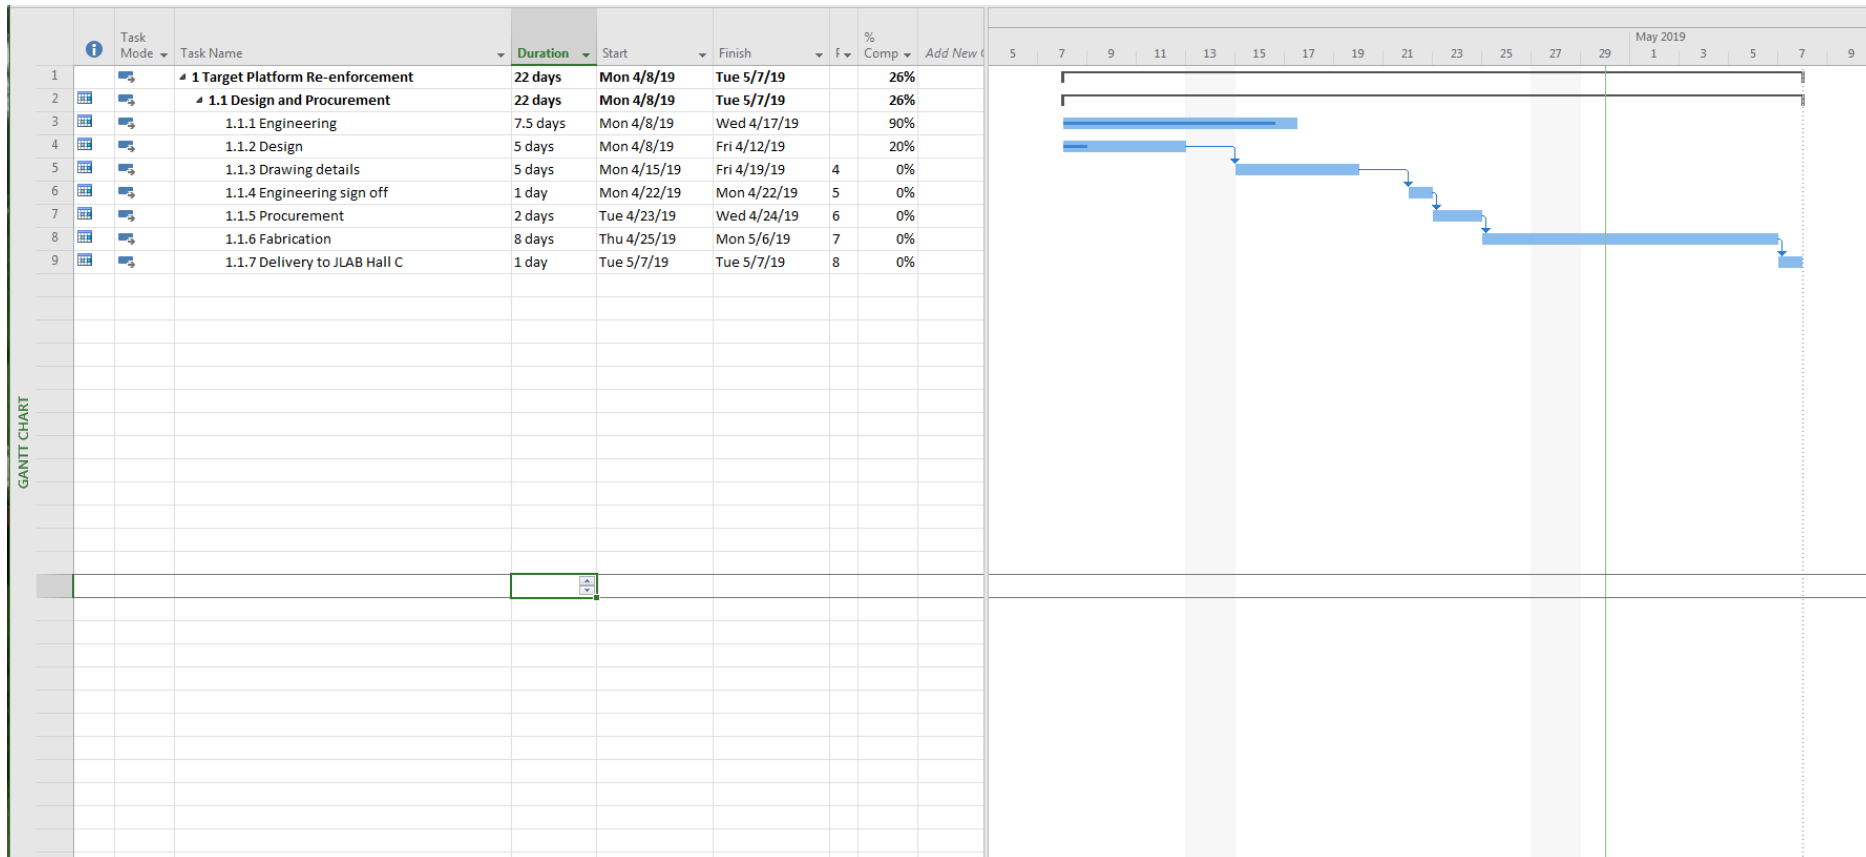 May 2019
Task Mode Task Name Duration Start Finish F % Comp Add New
5 7 9 11 13 15 17 19 21 23 25 27 29 1 3 5 7 9
1 1 Target Platform Re-enforcement 22 days Mon 4/8/19 Tue 5/7/19 26%
2 1.1 Design and Procurement 22 days Mon 4/8/19 Tue 5/7/19 26%
3 1.1.1 Engineering 7.5 days Mon 4/8/19 Wed 4/17/19 90%
4 1.1.2 Design 5 days Mon 4/8/19 Fri 4/12/19 20%
5 1.1.3 Drawing details 5 days Mon 4/15/19 Fri 4/19/19 4 0%
6 1.1.4 Engineering sign off 1 day Mon 4/22/19 Mon 4/22/19 5 0%
7 1.1.5 Procurement 2 days Tue 4/23/19 Wed 4/24/19 6 0%
8 1.1.6 Fabrication 8 days Thu 4/25/19 Mon 5/6/19 7 0%
9 1.1.7 Delivery to JLAB Hall C 1 day Tue 5/7/19 Tue 5/7/19 8 0%
GANTT CHART